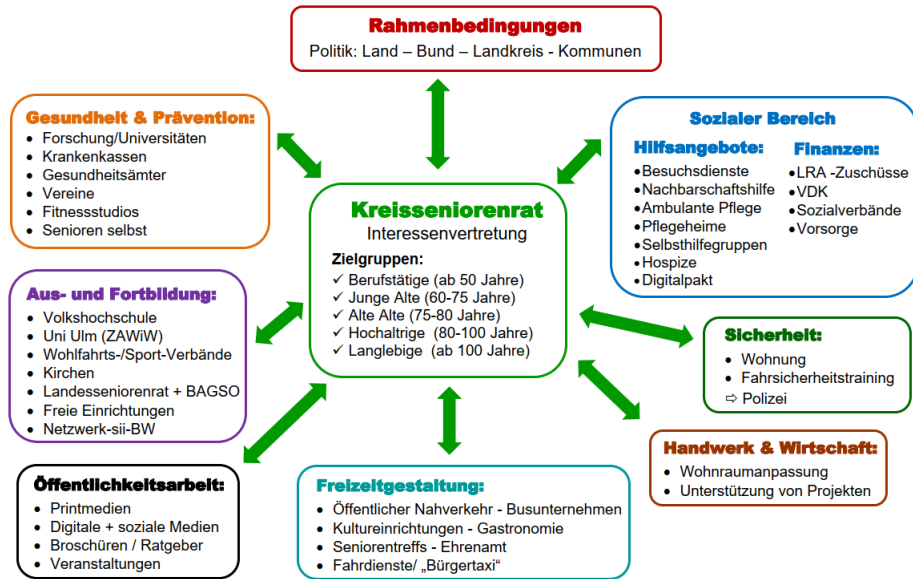 Rahmenbedingungen
Politik: Land – Bund – Landkreis - Kommunen
Gesundheit & Prävention:
• Forschung/Universitäten
• Krankenkassen
• Gesundheitsämter
• Vereine
• Fitnessstudios
• Senioren selbst
Sozialer Bereich
Hilfsangebote:
•Besuchsdienste
•Nachbarschaftshilfe
•Ambulante Pflege
•Pflegeheime
•Selbsthilfegruppen
•Hospize
•Digitalpakt
Finanzen:
•LRA -Zuschüsse
•VDK
•Sozialverbände
•Vorsorge
Kreisseniorenrat
Interessenvertretung
Zielgruppen:
✓ Berufstätige (ab 50 Jahre)
✓ Junge Alte (60-75 Jahre)
✓ Alte Alte (75-80 Jahre)
✓ Hochaltrige (80-100 Jahre)
✓ Langlebige (ab 100 Jahre)
Aus- und Fortbildung:
• Volkshochschule
• Uni Ulm (ZAWiW)
• Wohlfahrts-/Sport-Verbände
• Kirchen
• Landesseniorenrat + BAGSO
• Freie Einrichtungen
• Netzwerk-sii-BW
Sicherheit:
• Wohnung
• Fahrsicherheitstraining
⇨ Polizei
Handwerk & Wirtschaft:
• Wohnraumanpassung
• Unterstützung von Projekten
Öffentlichkeitsarbeit:
• Printmedien
• Digitale + soziale Medien
• Broschüren / Ratgeber
• Veranstaltungen
Freizeitgestaltung:
• Öffentlicher Nahverkehr - Busunternehmen
• Kultureinrichtungen - Gastronomie
• Seniorentreffs - Ehrenamt
• Fahrdienste/ „Bürgertaxi“